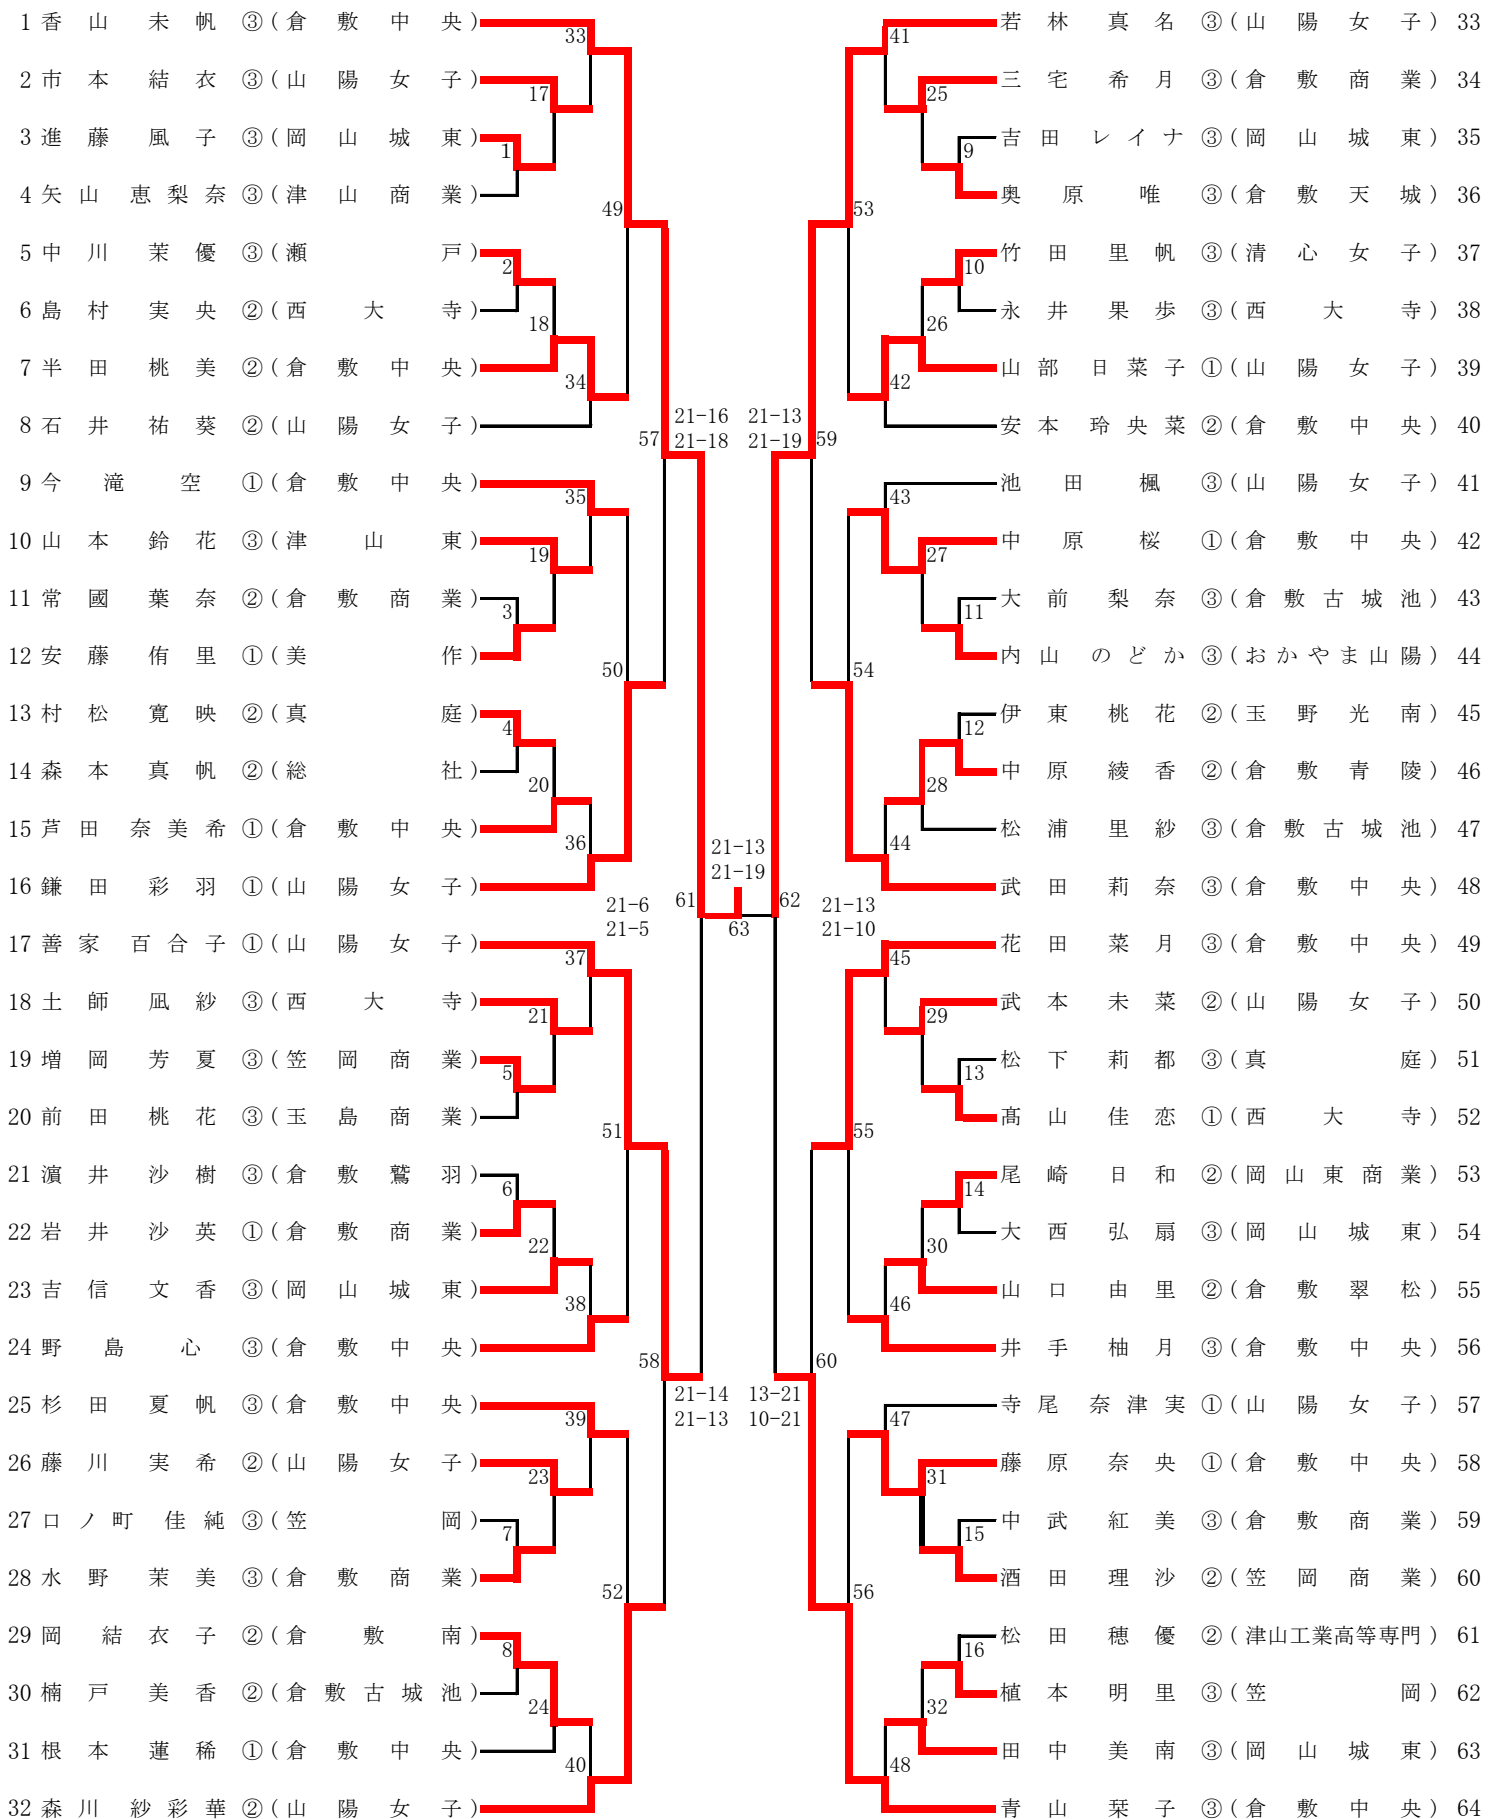 1 香山 未帆 ③(倉敷中央)
2 市本 結衣 ③(山陽女子)
3 進藤 風子 ③(岡山城東)
4 矢山 恵梨奈 ③(津山商業)
5 中川 茉優 ③(瀬戸)
6 島村 実央 ②(西大寺)
7 半田 桃美 ②(倉敷中央)
8 石井 祐葵 ②(山陽女子)
9 今滝 空 ①(倉敷中央)
10 山本 鈴花 ③(津山東)
11 常國 葉奈 ②(倉敷商業)
12 安藤 侑里 ①(美作)
13 村松 寛映 ②(真庭)
14 森本 真帆 ②(総社)
15 芦田 奈美希 ①(倉敷中央)
16 鎌田 彩羽 ①(山陽女子)
17 善家 百合子 ①(山陽女子)
18 土師 凪紗 ③(西大寺)
19 増岡 芳夏 ③(笠岡商業)
20 前田 桃花 ③(玉島商業)
21 濵井 沙樹 ③(倉敷鷲羽)
22 岩井 沙英 ①(倉敷商業)
23 吉信 文香 ③(岡山城東)
24 野島 心 ③(倉敷中央)
25 杉田 夏帆 ③(倉敷中央)
26 藤川 実希 ②(山陽女子)
27 口ノ町 佳純 ③(笠岡)
28 水野 茉美 ③(倉敷商業)
29 岡 結衣子 ②(倉敷南)
30 楠戸 美香 ②(倉敷古城池)
31 根本 蓮稀 ①(倉敷中央)
32 森川 紗彩華 ②(山陽女子)
1
2
3
4
5
6
7
8
17
18
19
20
21
22
23
24
33
34
35
36
37
38
39
40
49
50
51
52
57
58
21-16
21-18
21-6
21-5
61
21-14
21-13
21-13
21-19
63
21-13
21-19
62
21-13
21-10
13-21
10-21
59
60
53
54
55
56
41
42
43
44
45
46
47
48
25
26
27
28
29
30
31
32
9
10
11
12
13
14
15
16
若林 真名 ③(山陽女子) 33
三宅 希月 ③(倉敷商業) 34
吉田 レイナ ③(岡山城東) 35
奥原 唯 ③(倉敷天城) 36
竹田 里帆 ③(清心女子) 37
永井 果歩 ③(西大寺) 38
山部 日菜子 ①(山陽女子) 39
安本 玲央菜 ②(倉敷中央) 40
池田 楓 ③(山陽女子) 41
中原 桜 ①(倉敷中央) 42
大前 梨奈 ③(倉敷古城池) 43
内山 のどか ③(おかやま山陽) 44
伊東 桃花 ②(玉野光南) 45
中原 綾香 ②(倉敷青陵) 46
松浦 里紗 ③(倉敷古城池) 47
武田 莉奈 ③(倉敷中央) 48
花田 菜月 ③(倉敷中央) 49
武本 未菜 ②(山陽女子) 50
松下 莉都 ③(真庭) 51
髙山 佳恋 ①(西大寺) 52
尾崎 日和 ②(岡山東商業) 53
大西 弘扇 ③(岡山城東) 54
山口 由里 ②(倉敷翠松) 55
井手 柚月 ③(倉敷中央) 56
寺尾 奈津実 ①(山陽女子) 57
藤原 奈央 ①(倉敷中央) 58
中武 紅美 ③(倉敷商業) 59
酒田 理沙 ②(笠岡商業) 60
松田 穂優 ②(津山工業高等専門) 61
植本 明里 ③(笠岡) 62
田中 美南 ③(岡山城東) 63
青山 栞子 ③(倉敷中央) 64